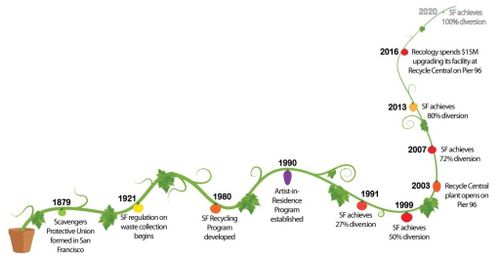 1879
Scavengers
Protective Union
formed in San
Francisco
1921
SF regulation on
waste collection
begins
1980
SF Recycling
Program
developed
1990
Artist-in-
Residence
Program
established
1991
SF achieves
27% diversion
1999
SF achieves
50% diversion
2003
Recycle Central
plant opens on
Pier 96
2007
SF achieves
72% diversion
2013
SF achieves
80% diversion
2016
Recology spends $15M
upgrading its facility at
Recycle Central on Pier 96
2020
SF achieves
100% diversion